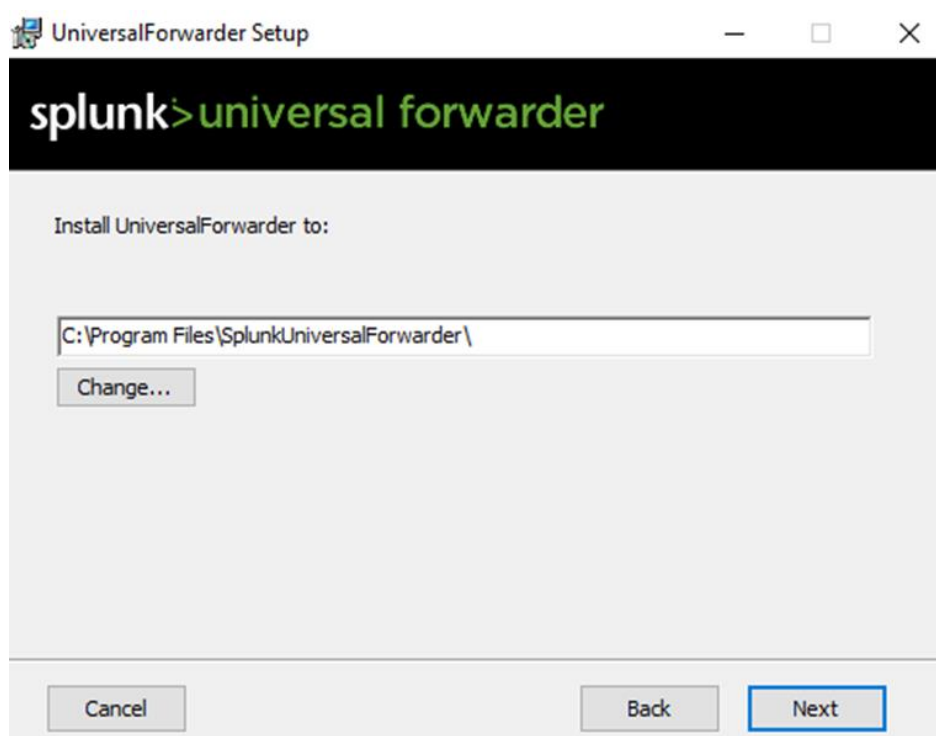 UniversalForwarder Setup
splunk>universal forwarder
Install UniversalForwarder to:
C:\Program Files\SplunkUniversalForwarder\
Change...
Cancel Back Next